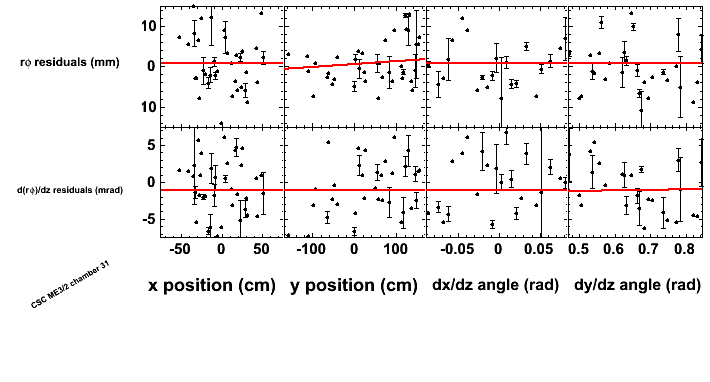 10
0
10
rϕ residuals (mm)
5
0
-5
d(rϕ)/dz residuals (mrad)
-50 0 50 -100 0 100 -0.05 0 0.05 0.5 0.6 0.7 0.8
x position (cm) y position (cm) dx/dz angle (rad) dy/dz angle (rad)
CSC ME3/2 chamber 31